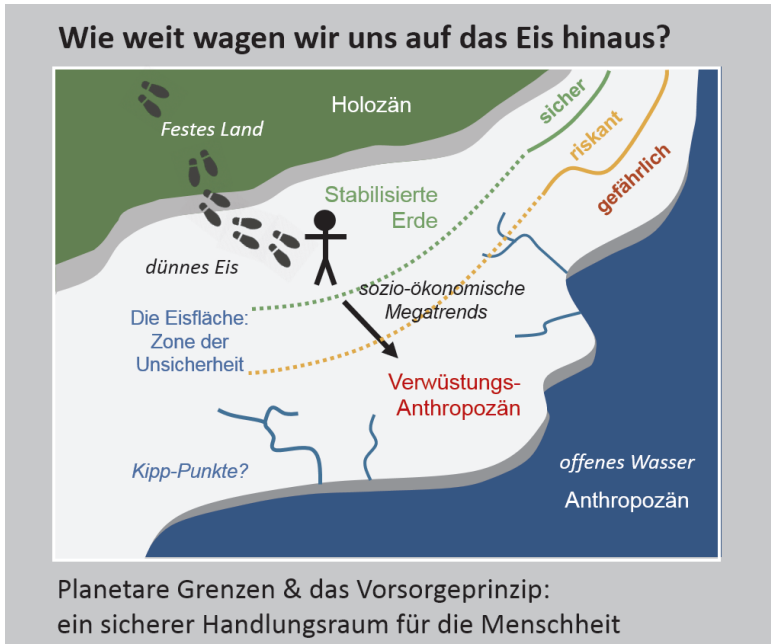 Wie weit wagen wir uns auf das Eis hinaus?
Holozän
Festes Land
sicher
riskant
gefährlich
Stabilisierte
Erde
dünnes Eis
sozio-ökonomische
Megatrends
Die Eisfläche:
Zone der
Unsicherheit
Verwüstungs-
Anthropozän
Kipp-Punkte?
offenes Wasser
Anthropozän
Planetare Grenzen & das Vorsorgeprinzip:
ein sicherer Handlungsraum für die Menschheit